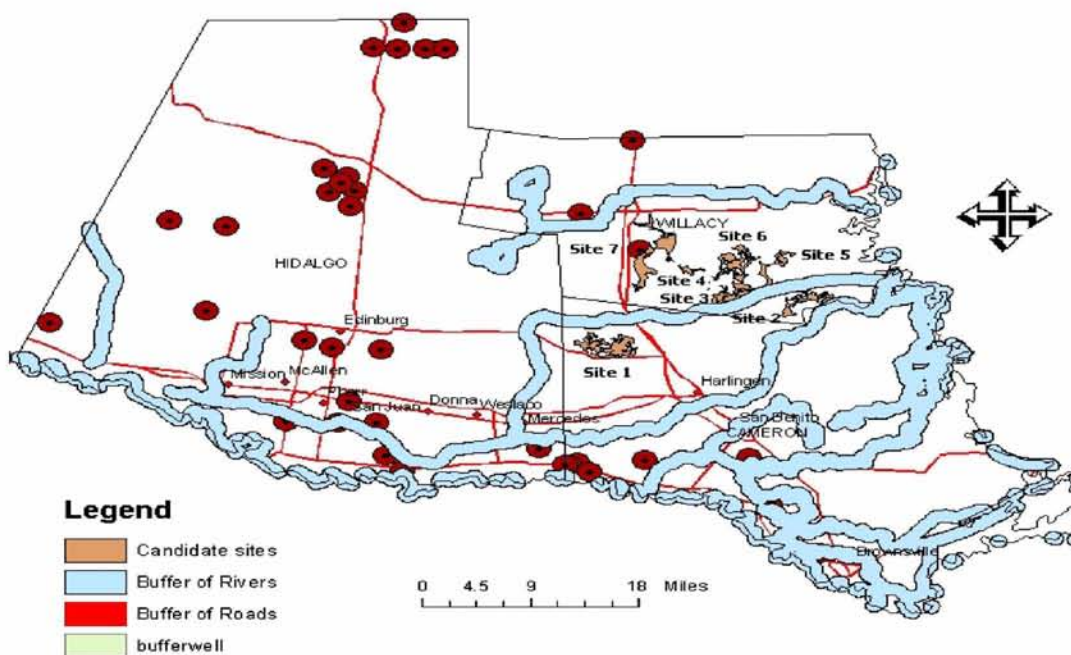 WILLACY
Site 7
Site 6
Site 5
Site 4
Site 3
Site 2
HIDALGO
Edinburg
Site 1
Mission
McAllen
Harlingen
Pharr
San Juan
Donna
Weslaco
Mercedes
San Benito
CAMERON
Brownsville
Legend
Candidate sites
Buffer of Rivers
Buffer of Roads
bufferwell
0 4.5 9 18 Miles